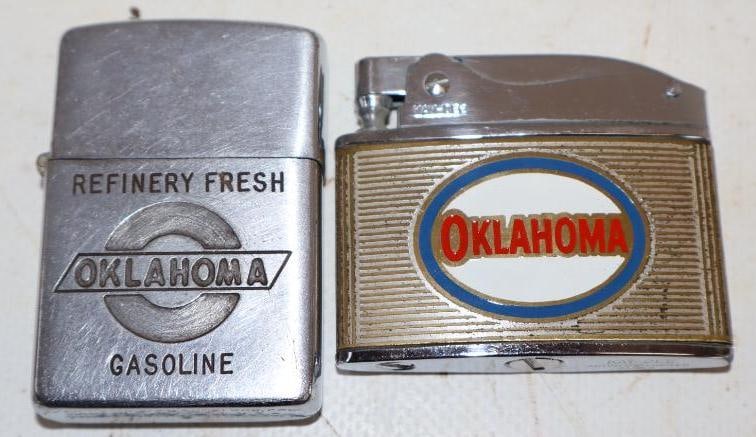 REFINERY FRESH
OKLAHOMA
GASOLINE
OKLAHOMA